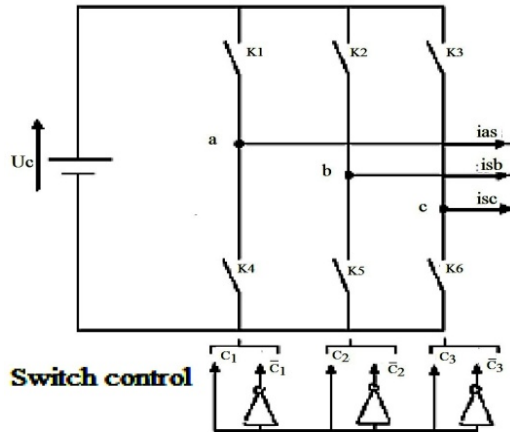 K1
K2
K3
a
ias
Uc
b
isb
c
isc
K4
K5
K6
C1
C̄1
C2
C̄2
C3
C̄3
Switch control